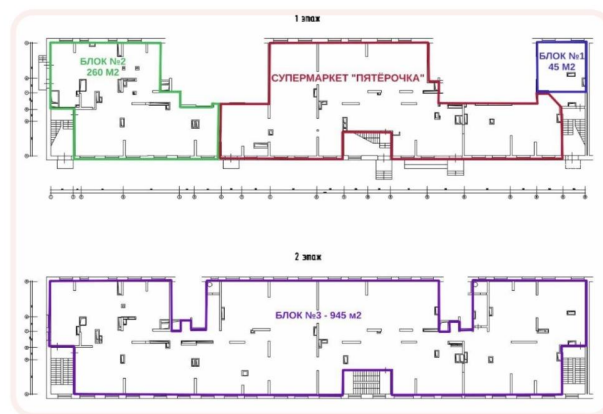 1 этаж
БЛОК №2
260 М2
СУПЕРМАРКЕТ "ПЯТЁРОЧКА"
БЛОК №1
45 М2
2 этаж
БЛОК №3 - 945 м2